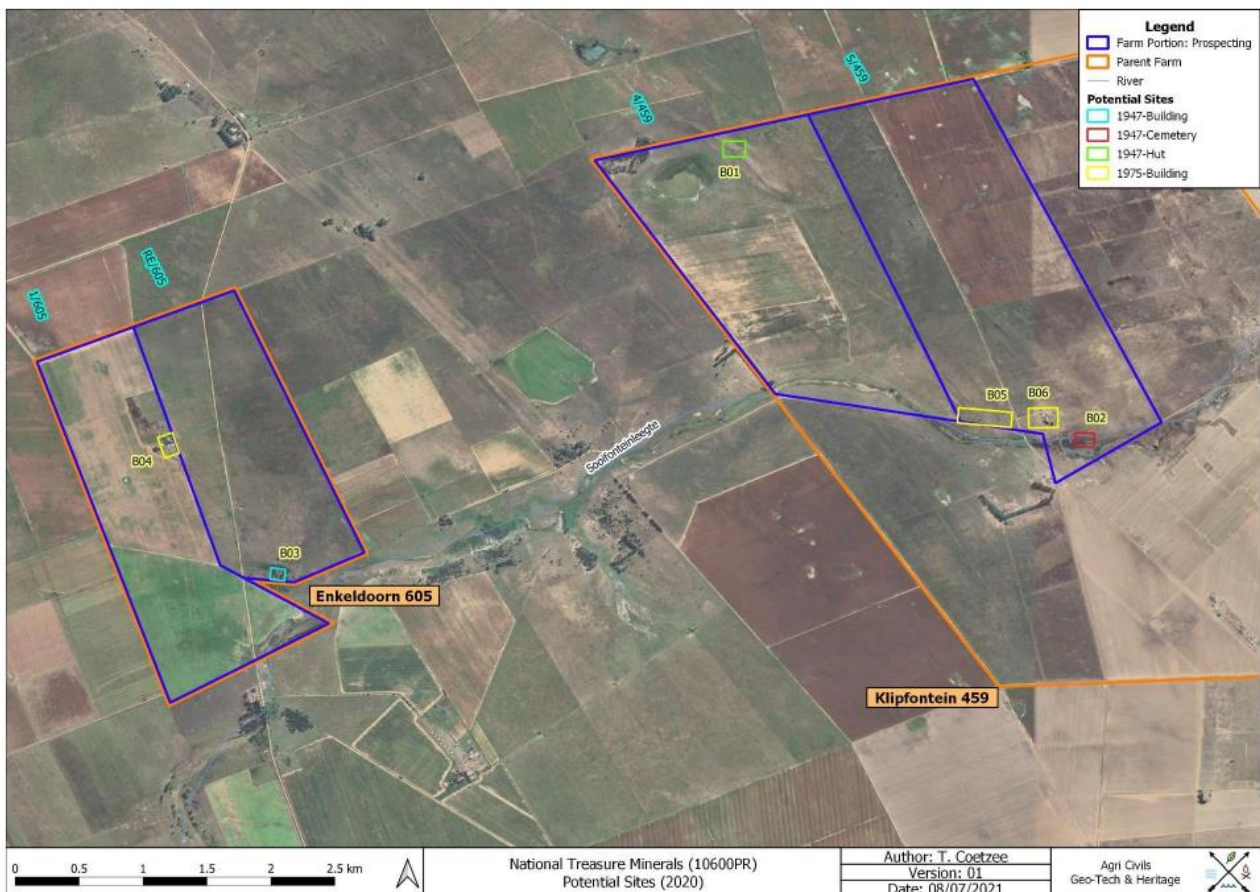 Legend
Farm Portion: Prospecting
Parent Farm
River
Potential Sites
1947-Building
1947-Cemetery
1947-Hut
1975-Building
5/459
4/459
B01
RE/605
1/605
B05
B06
B02
Sooifonteinleegte
B04
B03
Enkeldoorn 605
Klipfontein 459
0 0.5 1 1.5 2 2.5 km
National Treasure Minerals (10600PR)
Potential Sites (2020)
Author: T. Coetzee
Version: 01
Date: 08/07/2021
Agri Civils
Geo-Tech & Heritage